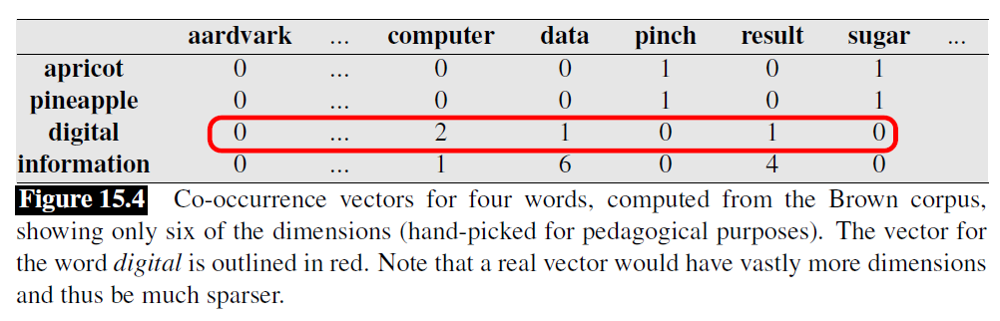 aardvark ... computer data pinch result sugar ...
apricot 0 ... 0 0 1 0 1
pineapple 0 ... 0 0 1 0 1
digital 0 ... 2 1 0 1 0
information 0 ... 1 6 0 4 0
Figure 15.4 Co-occurrence vectors for four words, computed from the Brown corpus,
showing only six of the dimensions (hand-picked for pedagogical purposes). The vector for
the word digital is outlined in red. Note that a real vector would have vastly more dimensions
and thus be much sparser.